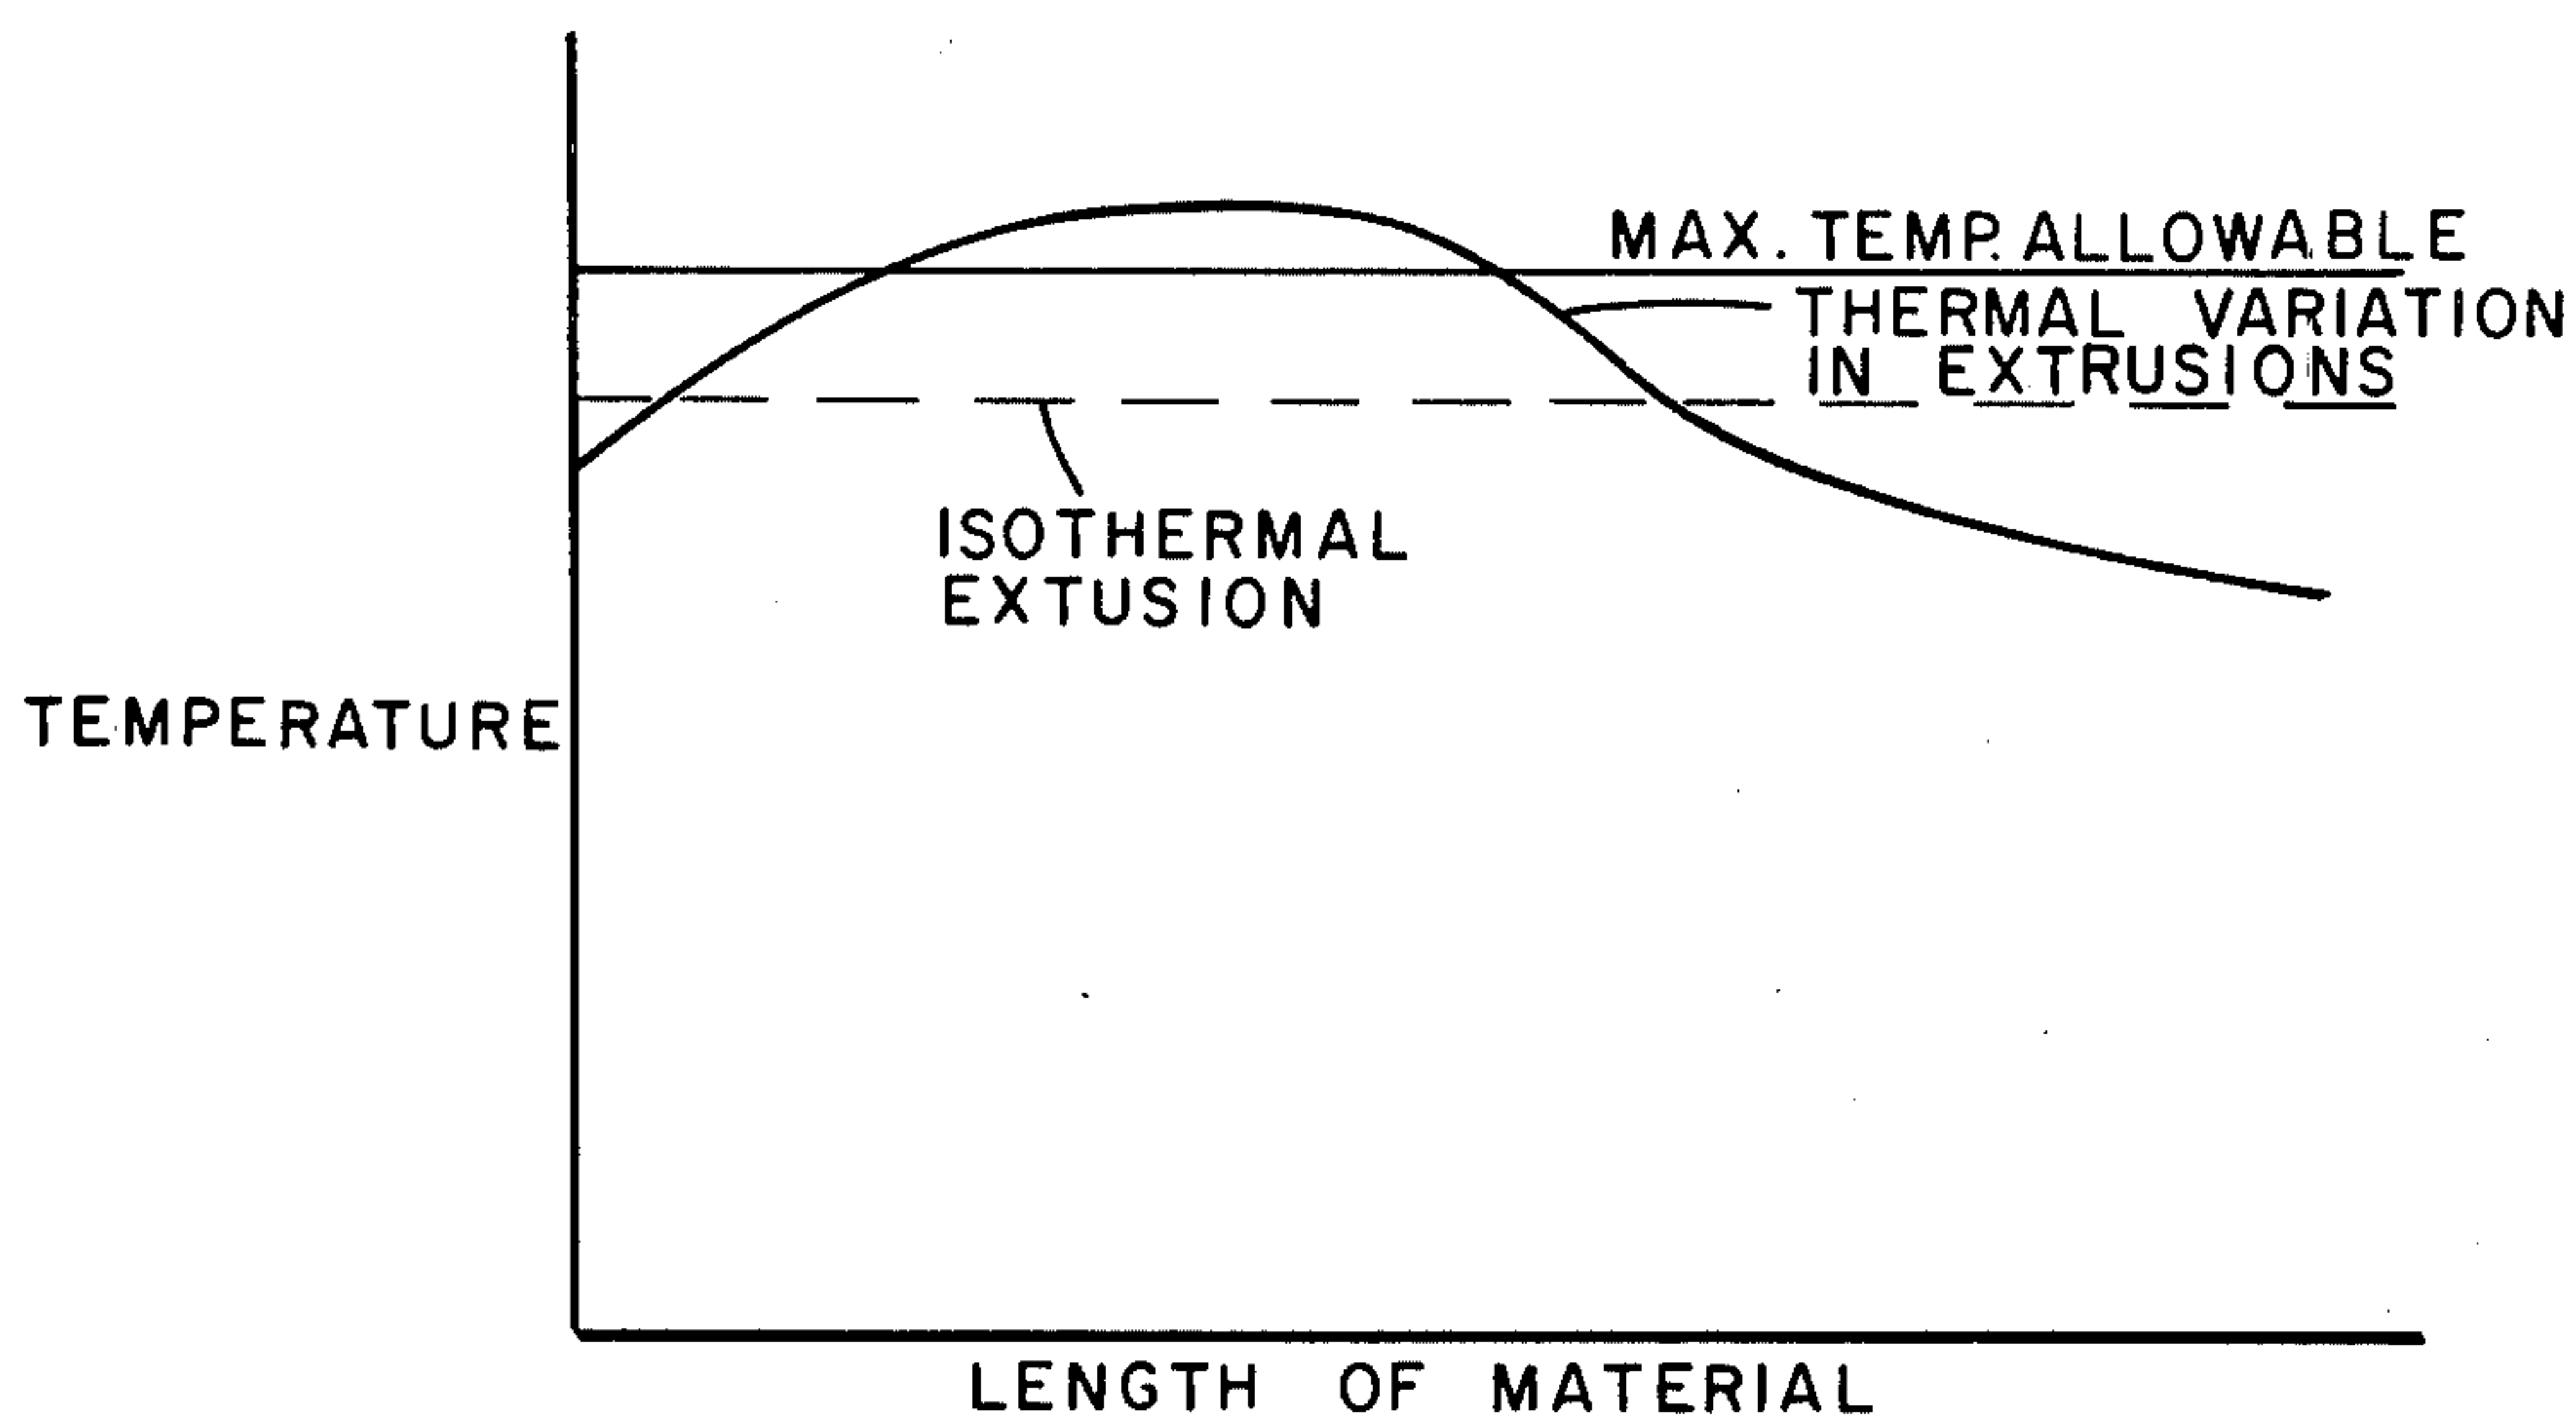 MAX. TEMP. ALLOWABLE
THERMAL VARIATION
IN EXTRUSIONS
ISOTHERMAL
EXTUSION
TEMPERATURE
LENGTH OF MATERIAL